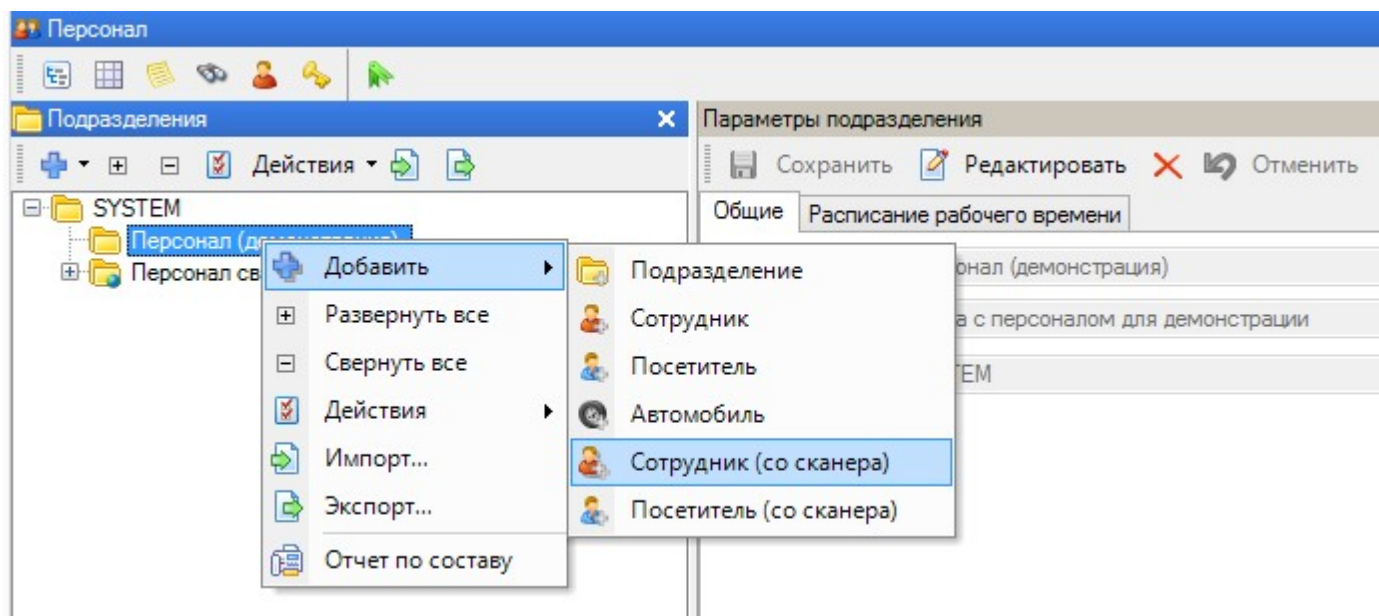 Персонал
Подразделения
Параметры подразделения
Действия
Сохранить Редактировать Отменить
SYSTEM
Общие Расписание рабочего времени
Персонал (демонстрация)
Персонал св
Добавить
Развернуть все
Свернуть все
Действия
Импорт...
Экспорт...
Отчет по составу
Подразделение
Сотрудник
Посетитель
Автомобиль
Сотрудник (со сканера)
Посетитель (со сканера)
онал (демонстрация)
а с персоналом для демонстрации
TEM